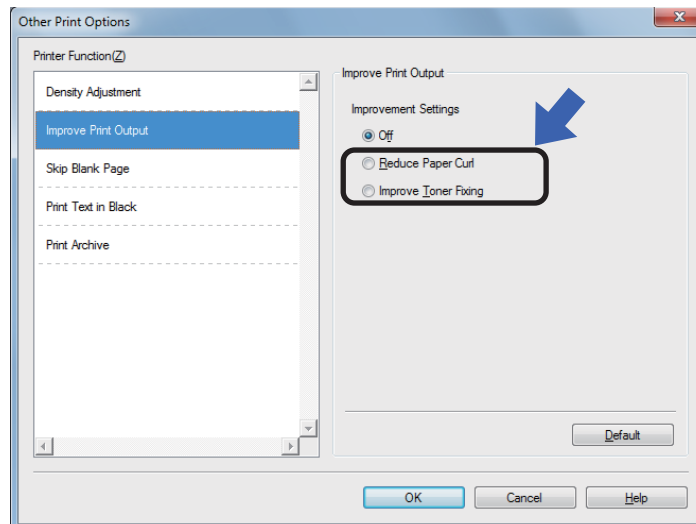 Other Print Options
Printer Function(Z)
Density Adjustment
Improve Print Output
Skip Blank Page
Print Text in Black
Print Archive
Improve Print Output
Improvement Settings
Off
Reduce Paper Curl
Improve Toner Fixing
Default
OK
Cancel
Help